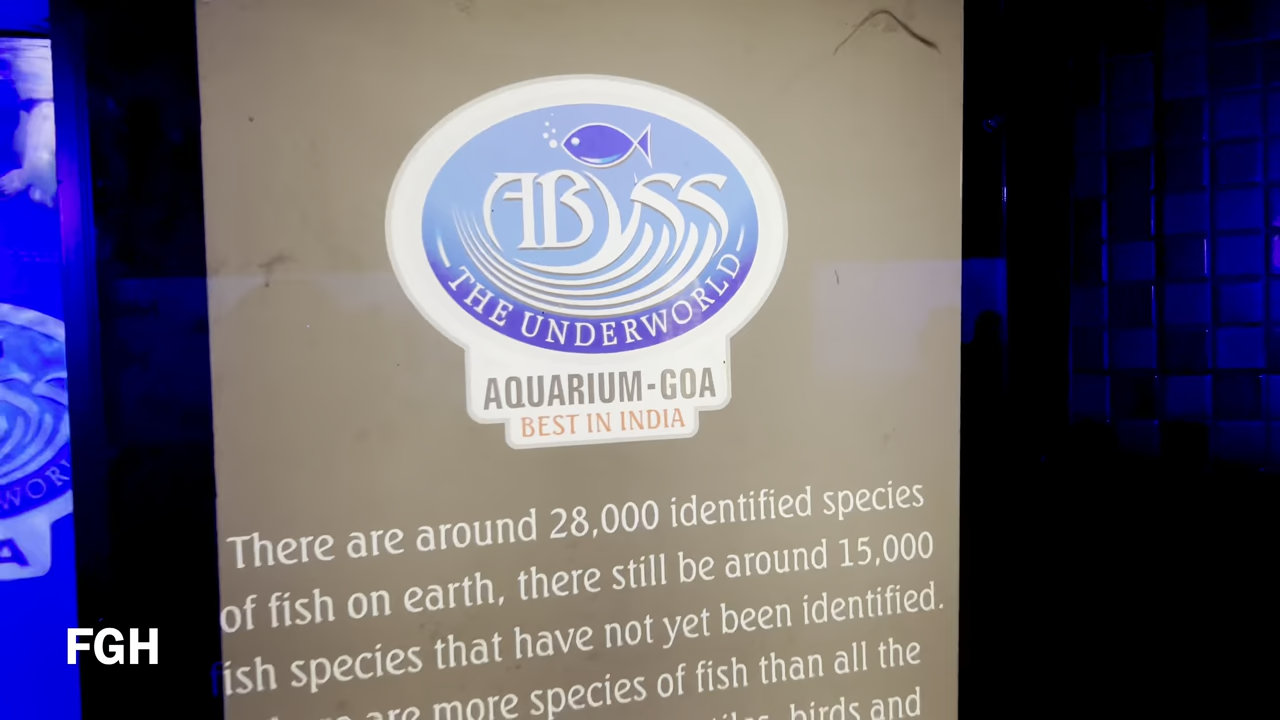 ABYSS
- THE UNDERWORLD -
AQUARIUM-GOA
BEST IN INDIA
There are around 28,000 identified species
of fish on earth, there still be around 15,000
fish species that have not yet been identified.
are more species of fish than all the
birds and
WORL
A
FGH